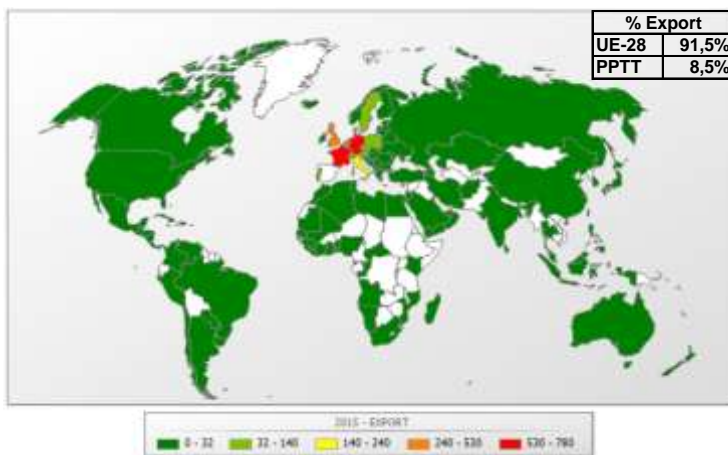 % Export
UE-28 91,5%
PPTT 8,5%
2015 - EXPORT
0 - 32 32 - 140 140 - 240 240 - 530 530 - 780